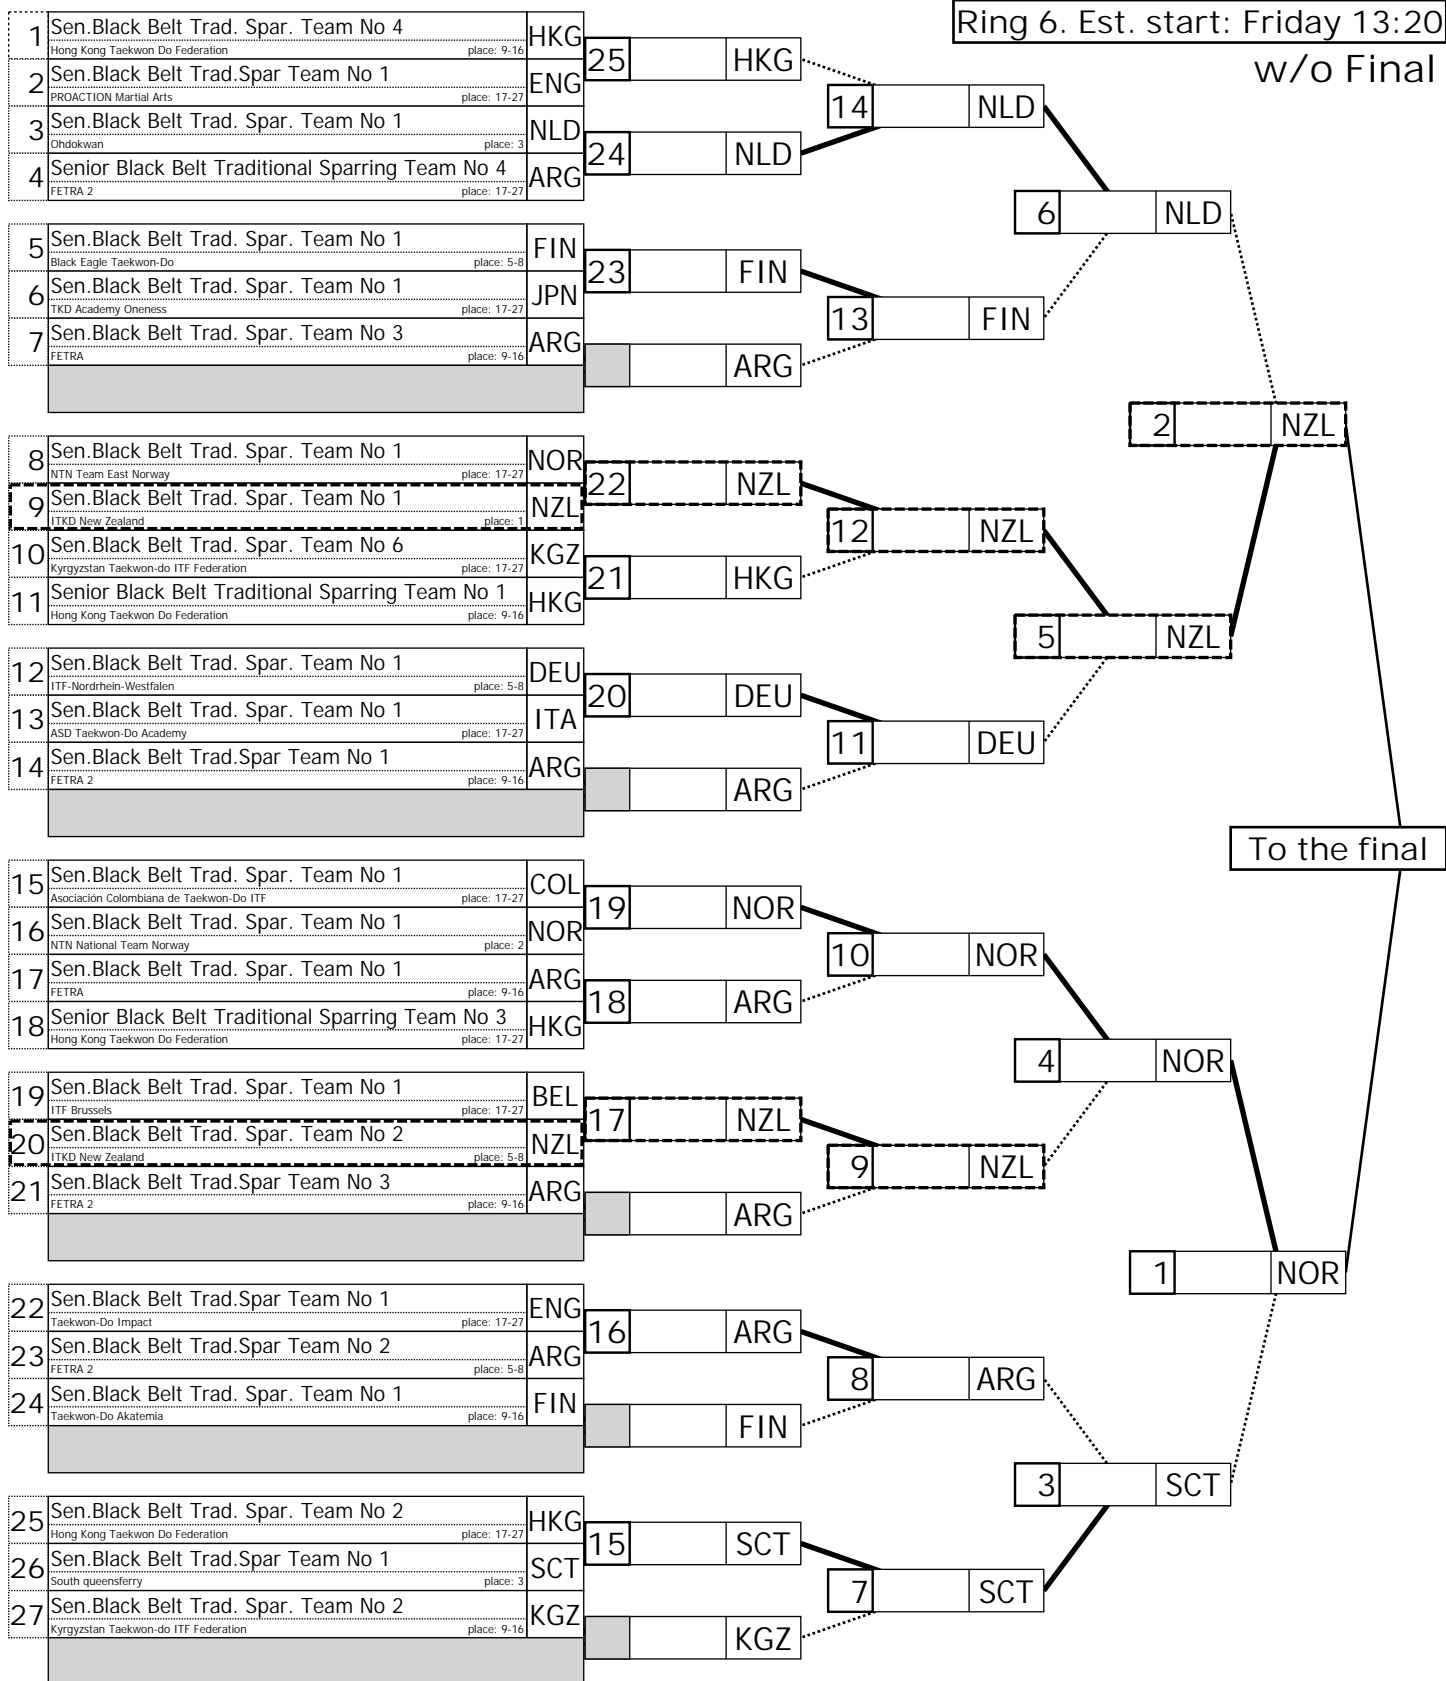 Ring 6. Est. start: Friday 13:20
w/o Final
1 Sen.Black Belt Trad. Spar. Team No 4 HKG
Hong Kong Taekwon Do Federation place: 9-16
2 Sen.Black Belt Trad.Spar Team No 1 ENG
PROACTION Martial Arts place: 17-27
3 Sen.Black Belt Trad. Spar. Team No 1 NLD
Ohdokwan place: 3
4 Senior Black Belt Traditional Sparring Team No 4 ARG
FETRA 2 place: 17-27
5 Sen.Black Belt Trad. Spar. Team No 1 FIN
Black Eagle Taekwon-Do place: 5-8
6 Sen.Black Belt Trad. Spar. Team No 1 JPN
TKD Academy Oneness place: 17-27
7 Sen.Black Belt Trad. Spar. Team No 3 ARG
FETRA place: 9-16
8 Sen.Black Belt Trad. Spar. Team No 1 NOR
NTN Team East Norway place: 17-27
9 Sen.Black Belt Trad. Spar. Team No 1 NZL
ITKD New Zealand place: 1
10 Sen.Black Belt Trad. Spar. Team No 6 KGZ
Kyrgyzstan Taekwon-do ITF Federation place: 17-27
11 Senior Black Belt Traditional Sparring Team No 1 HKG
Hong Kong Taekwon Do Federation place: 9-16
12 Sen.Black Belt Trad. Spar. Team No 1 DEU
ITF-Nordrhein-Westfalen place: 5-8
13 Sen.Black Belt Trad. Spar. Team No 1 ITA
ASD Taekwon-Do Academy place: 17-27
14 Sen.Black Belt Trad.Spar Team No 1 ARG
FETRA 2 place: 9-16
15 Sen.Black Belt Trad. Spar. Team No 1 COL
Asociación Colombiana de Taekwon-Do ITF place: 17-27
16 Sen.Black Belt Trad. Spar. Team No 1 NOR
NTN National Team Norway place: 2
17 Sen.Black Belt Trad. Spar. Team No 1 ARG
FETRA place: 9-16
18 Senior Black Belt Traditional Sparring Team No 3 HKG
Hong Kong Taekwon Do Federation place: 17-27
19 Sen.Black Belt Trad. Spar. Team No 1 BEL
ITF Brussels place: 17-27
20 Sen.Black Belt Trad. Spar. Team No 2 NZL
ITKD New Zealand place: 5-8
21 Sen.Black Belt Trad.Spar Team No 3 ARG
FETRA 2 place: 9-16
22 Sen.Black Belt Trad.Spar Team No 1 ENG
Taekwon-Do Impact place: 17-27
23 Sen.Black Belt Trad.Spar Team No 2 ARG
FETRA 2 place: 5-8
24 Sen.Black Belt Trad. Spar. Team No 1 FIN
Taekwon-Do Akatemia place: 9-16
25 Sen.Black Belt Trad. Spar. Team No 2 HKG
Hong Kong Taekwon Do Federation place: 17-27
26 Sen.Black Belt Trad.Spar Team No 1 SCT
South queensferry place: 3
27 Sen.Black Belt Trad. Spar. Team No 2 KGZ
Kyrgyzstan Taekwon-do ITF Federation place: 9-16
25 HKG
24 NLD
23 FIN
ARG
22 NZL
21 HKG
20 DEU
ARG
19 NOR
18 ARG
17 NZL
ARG
16 ARG
FIN
15 SCT
KGZ
14 NLD
13 FIN
12 NZL
11 DEU
10 NOR
9 NZL
8 ARG
7 SCT
6 NLD
5 NZL
4 NOR
3 SCT
2 NZL
1 NOR
To the final